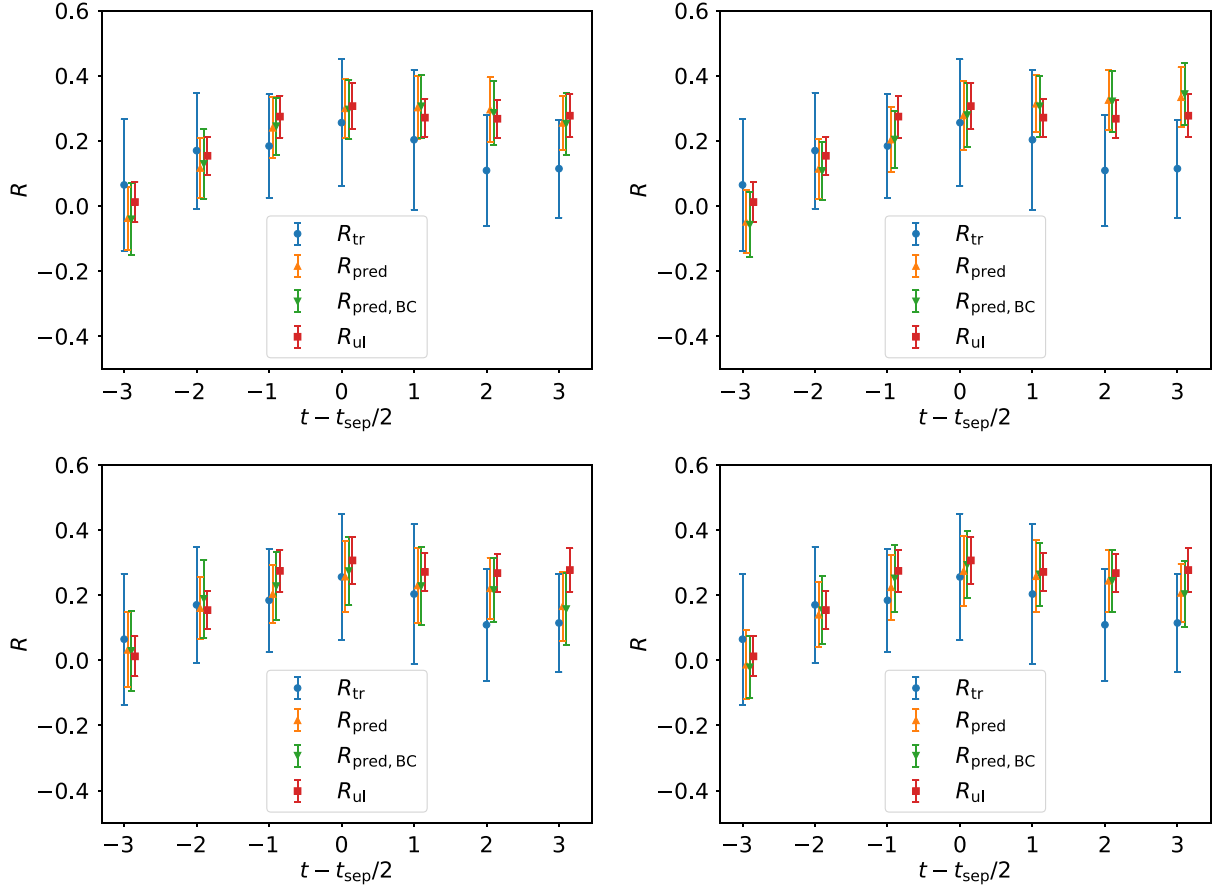 0.6
0.4
0.2
0.0
−0.2
−0.4
R
R_tr
R_pred
R_pred, BC
R_ul
−3 −2 −1 0 1 2 3
t − t_sep/2
0.6
0.4
0.2
0.0
−0.2
−0.4
R
R_tr
R_pred
R_pred, BC
R_ul
−3 −2 −1 0 1 2 3
t − t_sep/2
0.6
0.4
0.2
0.0
−0.2
−0.4
R
R_tr
R_pred
R_pred, BC
R_ul
−3 −2 −1 0 1 2 3
t − t_sep/2
0.6
0.4
0.2
0.0
−0.2
−0.4
R
R_tr
R_pred
R_pred, BC
R_ul
−3 −2 −1 0 1 2 3
t − t_sep/2